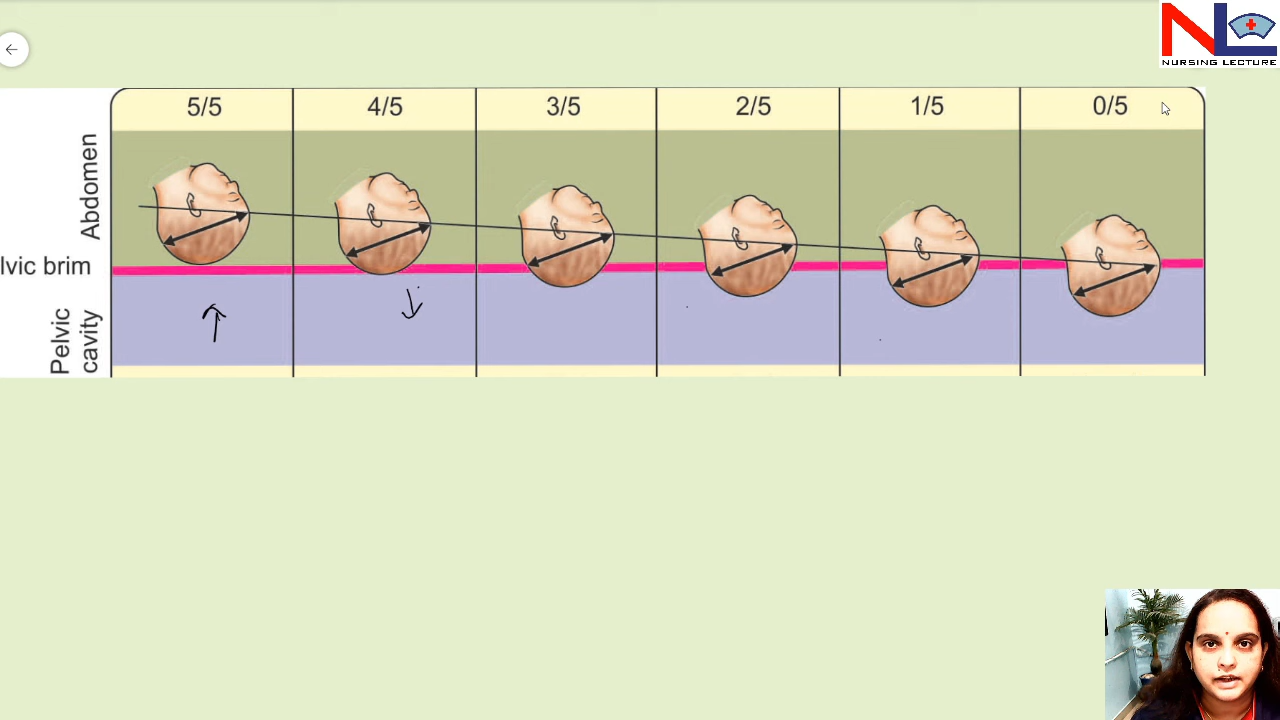 NL
NURSING LECTURE
5/5 4/5 3/5 2/5 1/5 0/5
Abdomen
lvic brim
Pelvic
cavity